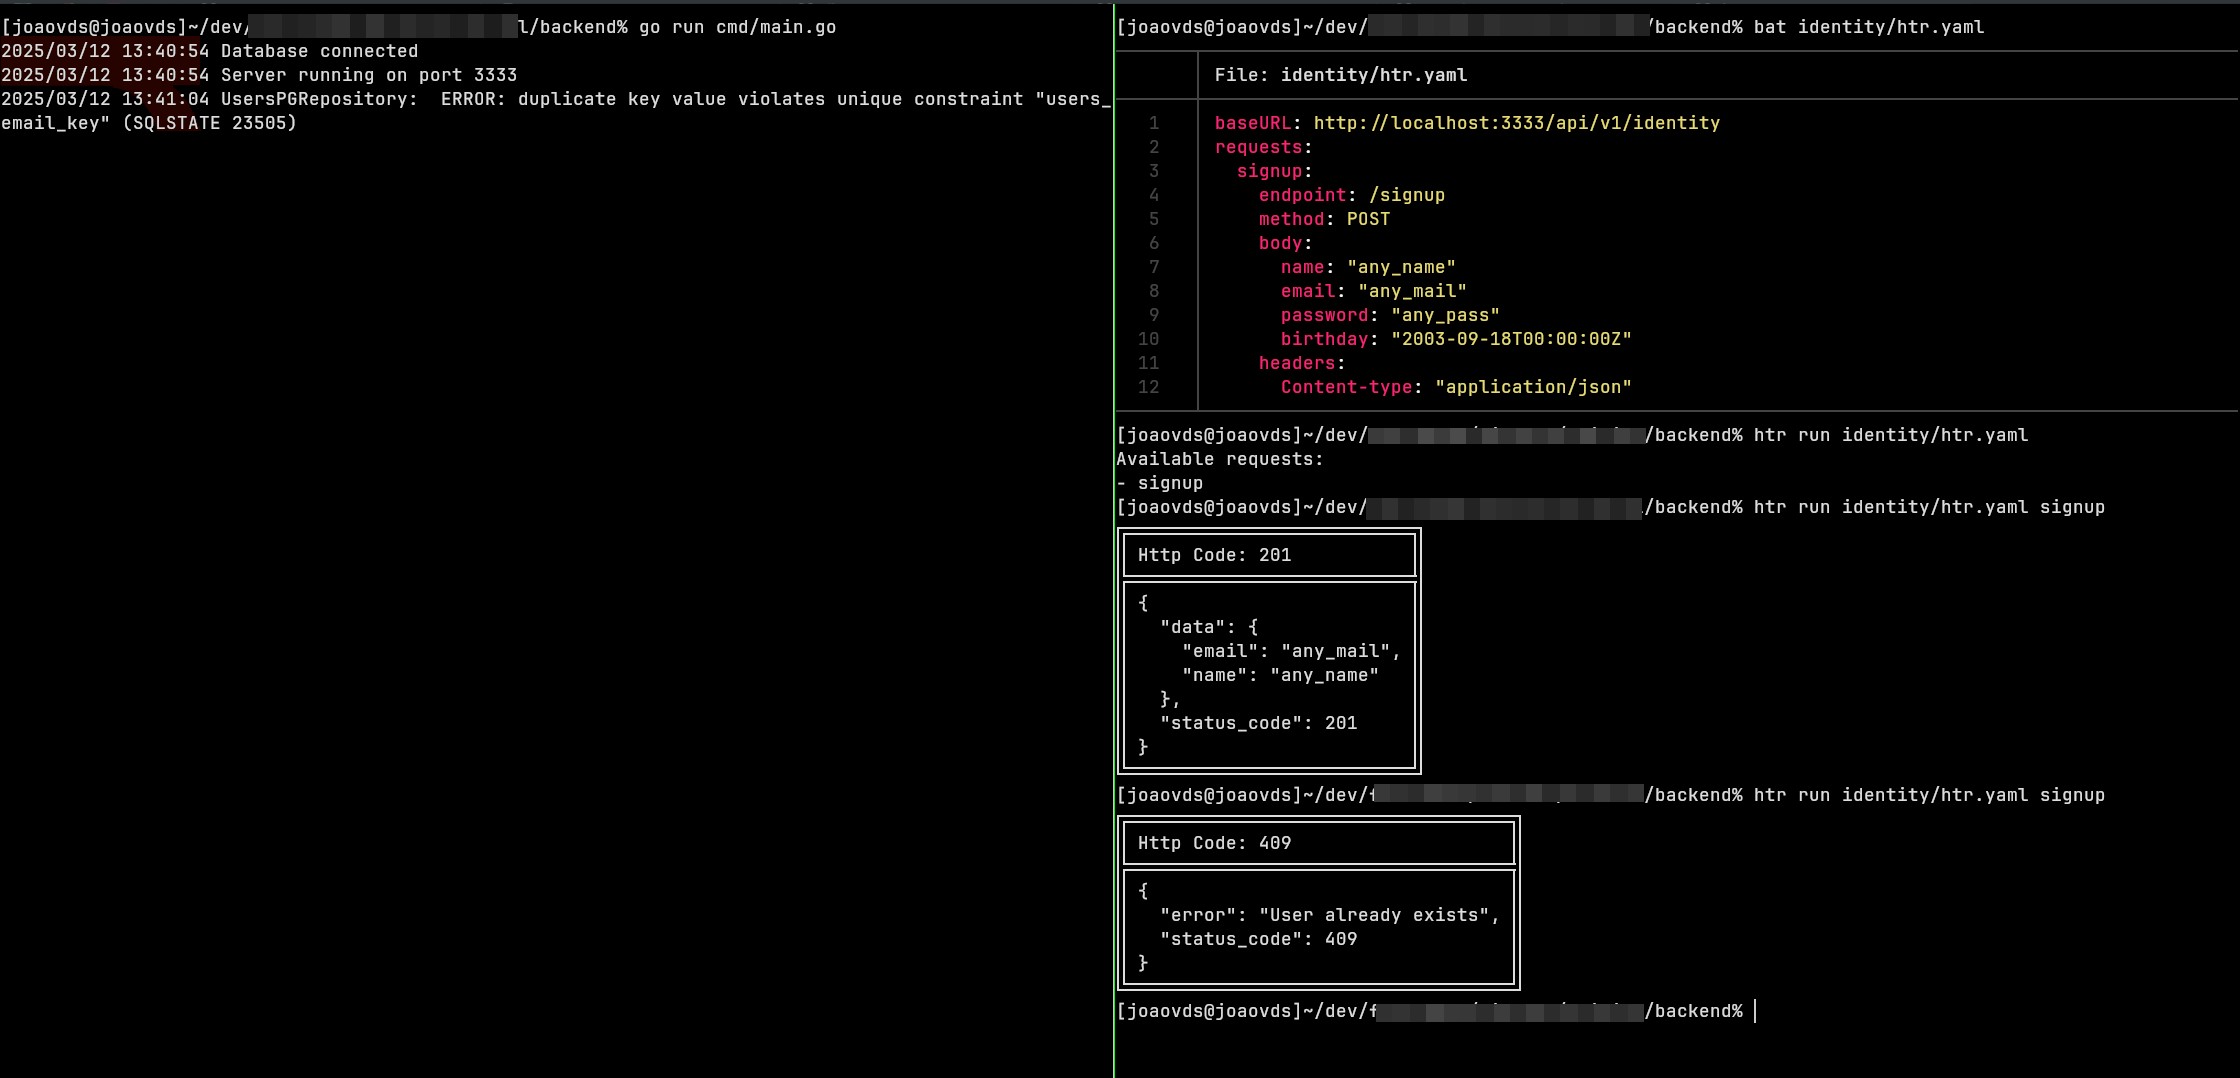 [joaovds@joaovds]~/dev/ l/backend% go run cmd/main.go
2025/03/12 13:40:54 Database connected
2025/03/12 13:40:54 Server running on port 3333
2025/03/12 13:41:04 UsersPGRepository:  ERROR: duplicate key value violates unique constraint "users_
email_key" (SQLSTATE 23505)
[joaovds@joaovds]~/dev/ /backend% bat identity/htr.yaml
File: identity/htr.yaml
1 baseURL: http://localhost:3333/api/v1/identity
2 requests:
3   signup:
4     endpoint: /signup
5     method: POST
6     body:
7       name: "any_name"
8       email: "any_mail"
9       password: "any_pass"
10       birthday: "2003-09-18T00:00:00Z"
11     headers:
12       Content-type: "application/json"
[joaovds@joaovds]~/dev/ /backend% htr run identity/htr.yaml
Available requests:
- signup
[joaovds@joaovds]~/dev/ /backend% htr run identity/htr.yaml signup
Http Code: 201
{
  "data": {
    "email": "any_mail",
    "name": "any_name"
  },
  "status_code": 201
}
[joaovds@joaovds]~/dev/ /backend% htr run identity/htr.yaml signup
Http Code: 409
{
  "error": "User already exists",
  "status_code": 409
}
[joaovds@joaovds]~/dev/ /backend%